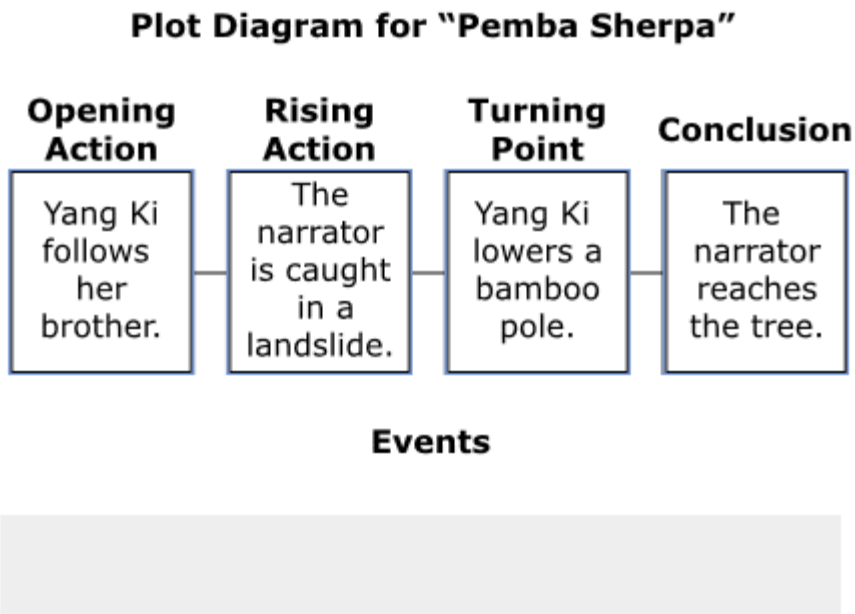 Plot Diagram for “Pemba Sherpa”
Opening
Action
Rising
Action
Turning
Point
Conclusion
Yang Ki
follows
her
brother.
The
narrator
is caught
in a
landslide.
Yang Ki
lowers a
bamboo
pole.
The
narrator
reaches
the tree.
Events